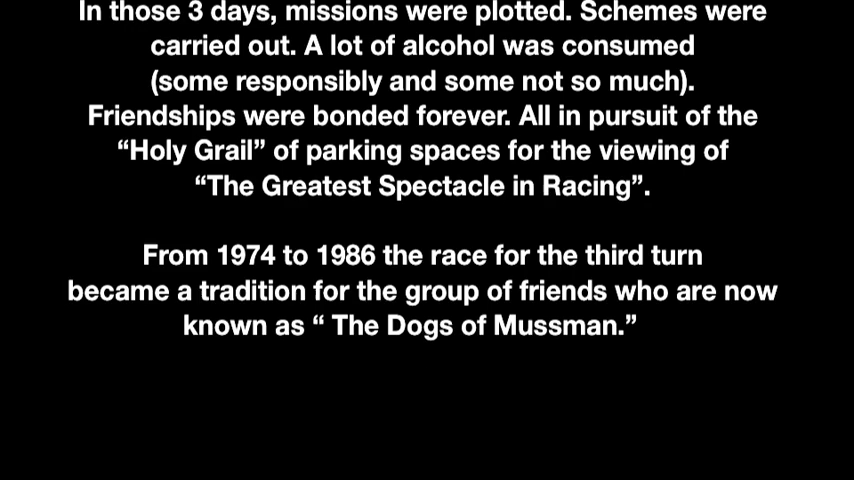 In those 3 days, missions were plotted. Schemes were
carried out. A lot of alcohol was consumed
(some responsibly and some not so much).
Friendships were bonded forever. All in pursuit of the
“Holy Grail” of parking spaces for the viewing of
“The Greatest Spectacle in Racing”.
From 1974 to 1986 the race for the third turn
became a tradition for the group of friends who are now
known as “ The Dogs of Mussman.”